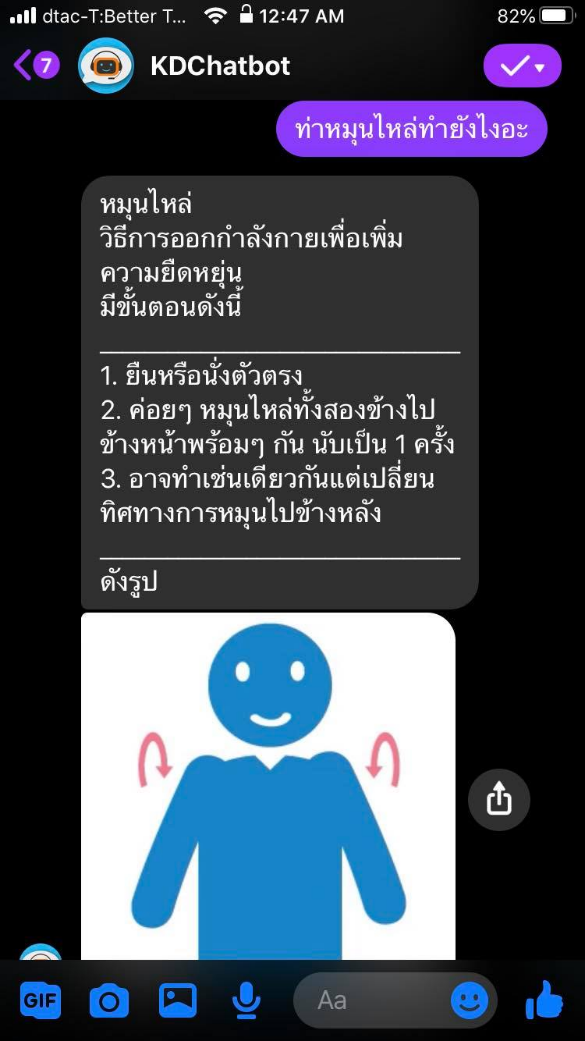 dtac-T:Better T... 12:47 AM 82%
7 KDChatbot
ท่าหมุนไหล่ทำยังไงอะ
หมุนไหล่
วิธีการออกกำลังกายเพื่อเพิ่ม
ความยืดหยุ่น
มีขั้นตอนดังนี้
1. ยืนหรือนั่งตัวตรง
2. ค่อยๆ หมุนไหล่ทั้งสองข้างไป
ข้างหน้าพร้อมๆ กัน นับเป็น 1 ครั้ง
3. อาจทำเช่นเดียวกันแต่เปลี่ยน
ทิศทางการหมุนไปข้างหลัง
ดังรูป
GIF Aa